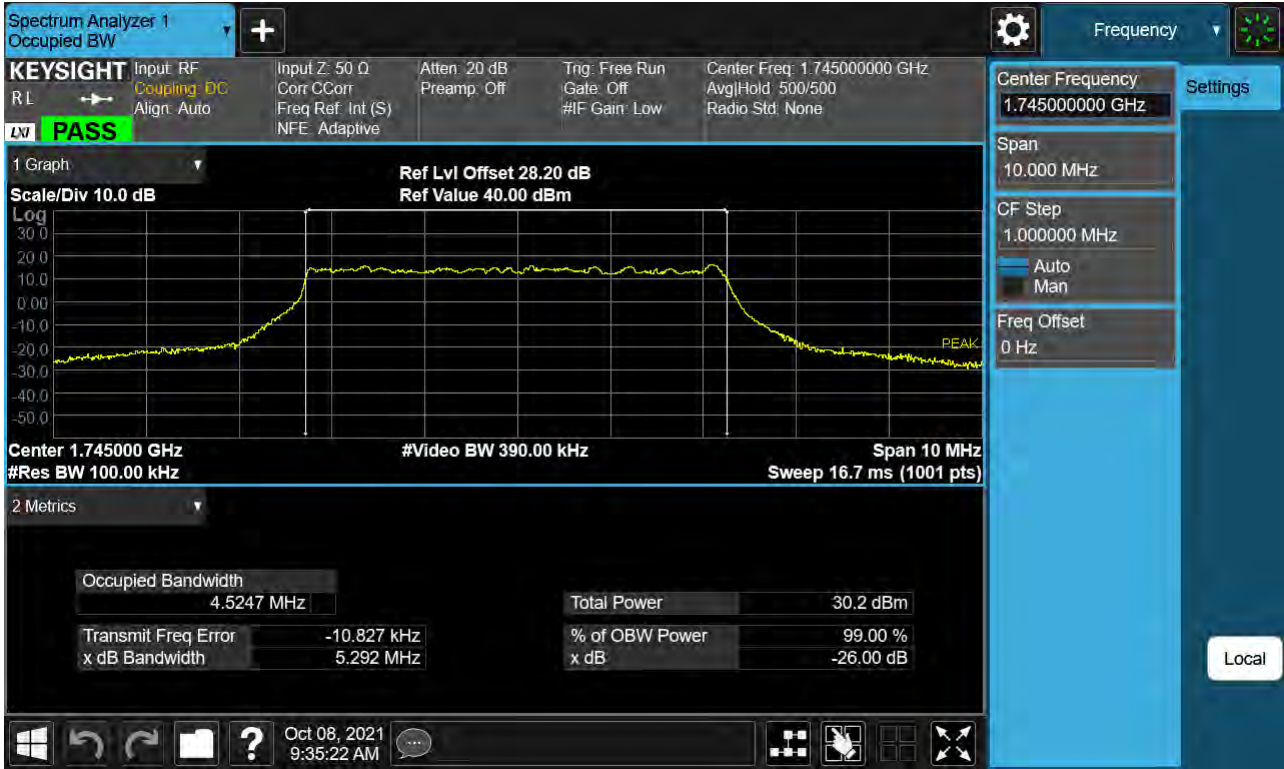 Spectrum Analyzer 1
Occupied BW
Frequency
KEYSIGHT
RL
LXI
PASS
Input: RF
Coupling: DC
Align: Auto
Input Z: 50 Ω
Corr CCorr
Freq Ref: Int (S)
NFE: Adaptive
Atten: 20 dB
Preamp: Off
Trig: Free Run
Gate: Off
#IF Gain: Low
Center Freq: 1.745000000 GHz
Avg|Hold: 500/500
Radio Std: None
Center Frequency
1.745000000 GHz
Settings
Span
10.000 MHz
CF Step
1.000000 MHz
Auto
Man
Freq Offset
0 Hz
Local
1 Graph
Scale/Div 10.0 dB
Ref Lvl Offset 28.20 dB
Ref Value 40.00 dBm
Log
30.0
20.0
10.0
0.00
-10.0
-20.0
-30.0
-40.0
-50.0
PEAK
Center 1.745000 GHz
#Video BW 390.00 kHz
Span 10 MHz
#Res BW 100.00 kHz
Sweep 16.7 ms (1001 pts)
2 Metrics
Occupied Bandwidth
4.5247 MHz
Transmit Freq Error -10.827 kHz
x dB Bandwidth 5.292 MHz
Total Power 30.2 dBm
% of OBW Power 99.00 %
x dB -26.00 dB
?
Oct 08, 2021
9:35:22 AM